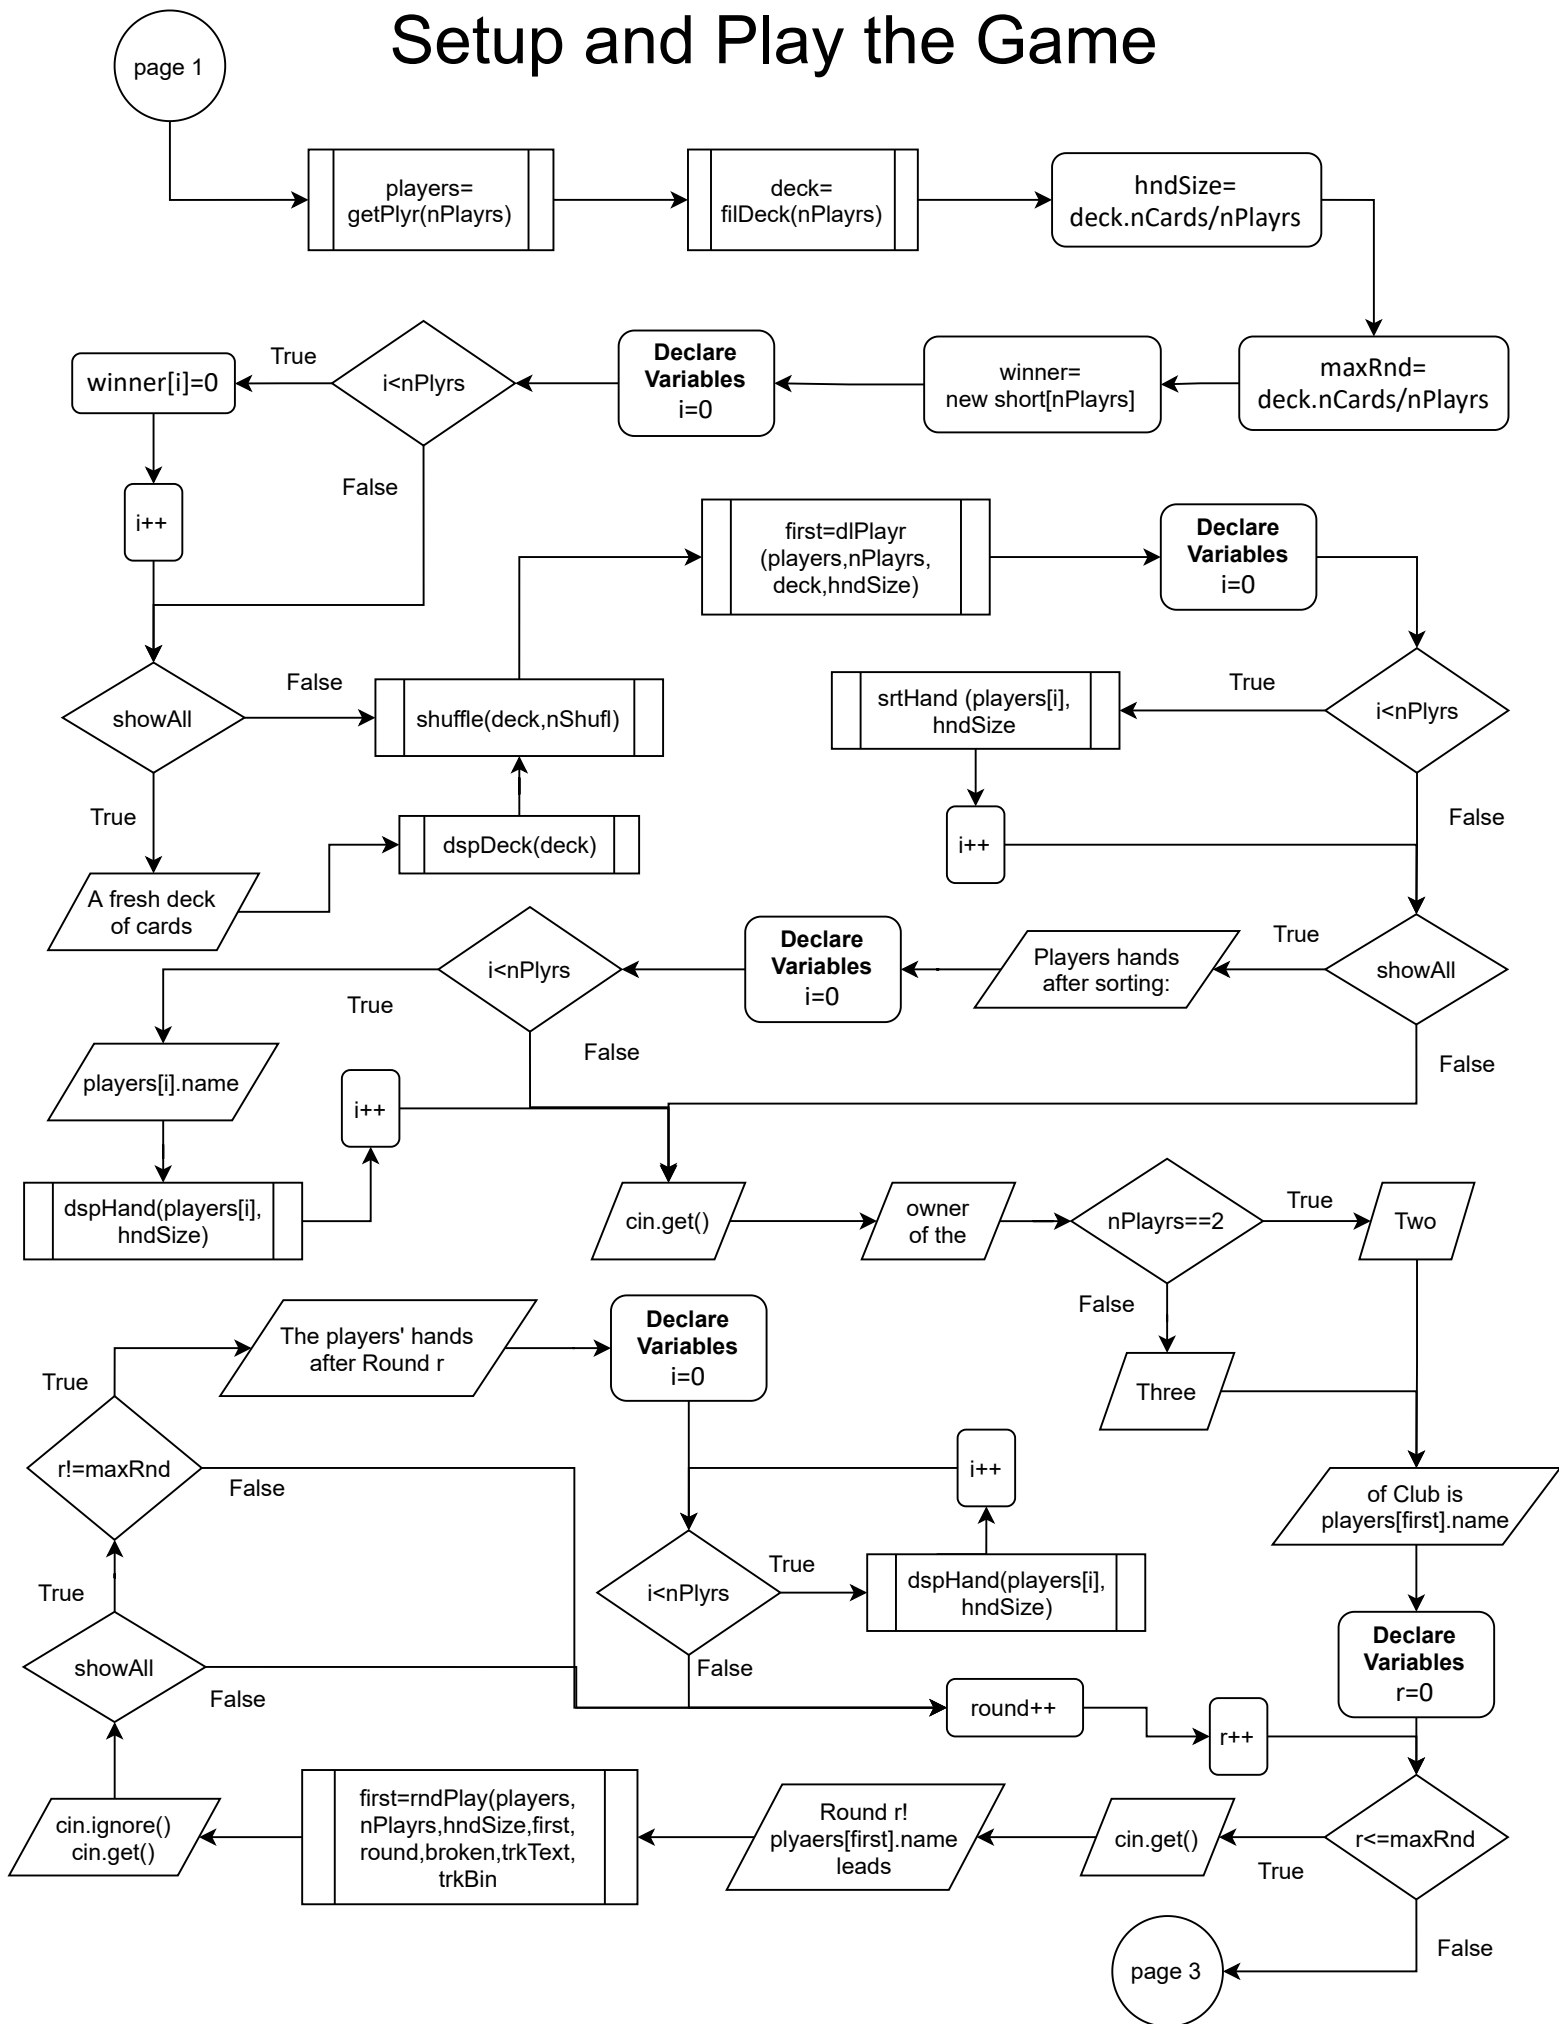 Setup and Play the Game
page 1
players=
getPlyr(nPlayrs)
deck=
filDeck(nPlayrs)
hndSize=
deck.nCards/nPlayrs
maxRnd=
deck.nCards/nPlayrs
winner=
new short[nPlayrs]
Declare
Variables
i=0
i<nPlyrs
True
False
winner[i]=0
i++
showAll
False
True
A fresh deck
of cards
dspDeck(deck)
shuffle(deck,nShufl)
first=dlPlayr
(players,nPlayrs,
deck,hndSize)
Declare
Variables
i=0
i<nPlyrs
True
False
srtHand (players[i],
hndSize
i++
showAll
True
False
Players hands
after sorting:
Declare
Variables
i=0
i<nPlyrs
True
False
players[i].name
dspHand(players[i],
hndSize)
i++
cin.get()
owner
of the
nPlayrs==2
True
False
Two
Three
of Club is
players[first].name
Declare
Variables
r=0
r<=maxRnd
True
False
page 3
cin.get()
Round r!
plyaers[first].name
leads
first=rndPlay(players,
nPlayrs,hndSize,first,
round,broken,trkText,
trkBin
cin.ignore()
cin.get()
showAll
True
False
r!=maxRnd
True
False
The players' hands
after Round r
Declare
Variables
i=0
i<nPlyrs
True
False
dspHand(players[i],
hndSize)
i++
round++
r++